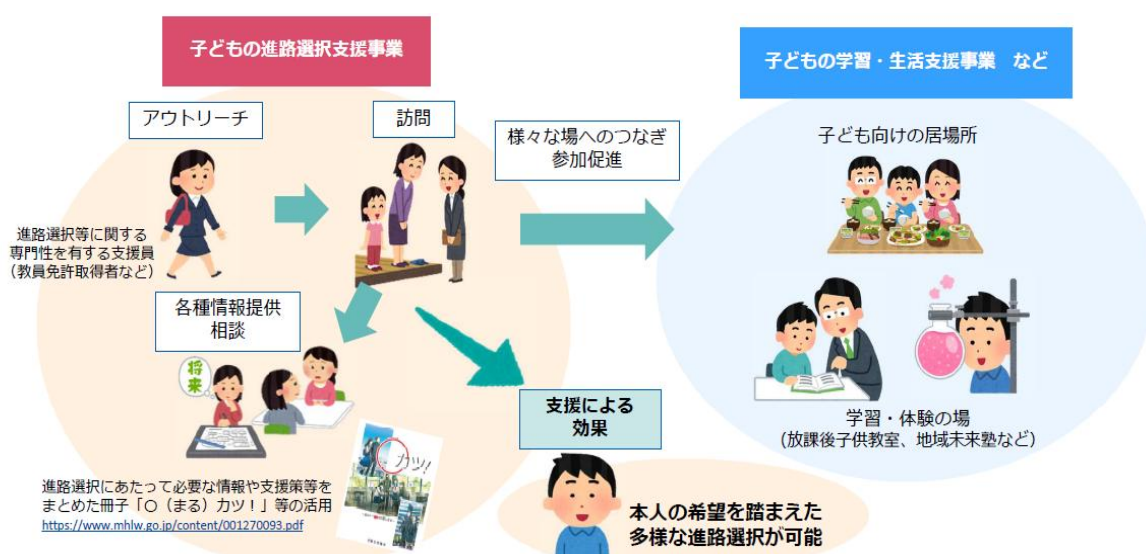 子どもの進路選択支援事業
子どもの学習・生活支援事業　など
アウトリーチ
訪問
様々な場へのつなぎ
参加促進
子ども向けの居場所
進路選択等に関する
専門性を有する支援員
（教員免許取得者など）
各種情報提供
相談
将来
支援による
効果
学習・体験の場
（放課後子供教室、地域未来塾など）
カツ！
進路選択にあたって必要な情報や支援策等を
まとめた冊子「○（まる）カツ！」等の活用
https://www.mhlw.go.jp/content/001270093.pdf
本人の希望を踏まえた
多様な進路選択が可能